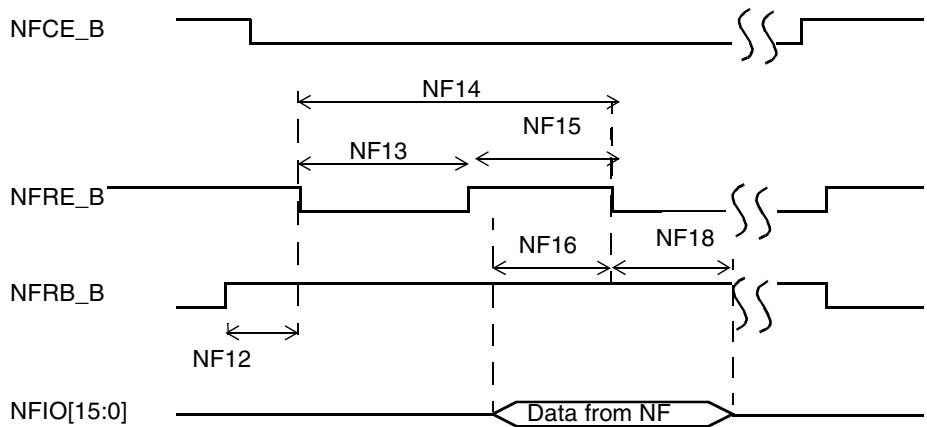 NFCE_B
NF14
NF15
NF13
NFRE_B
NF16
NF18
NFRB_B
NF12
NFIO[15:0]
Data from NF